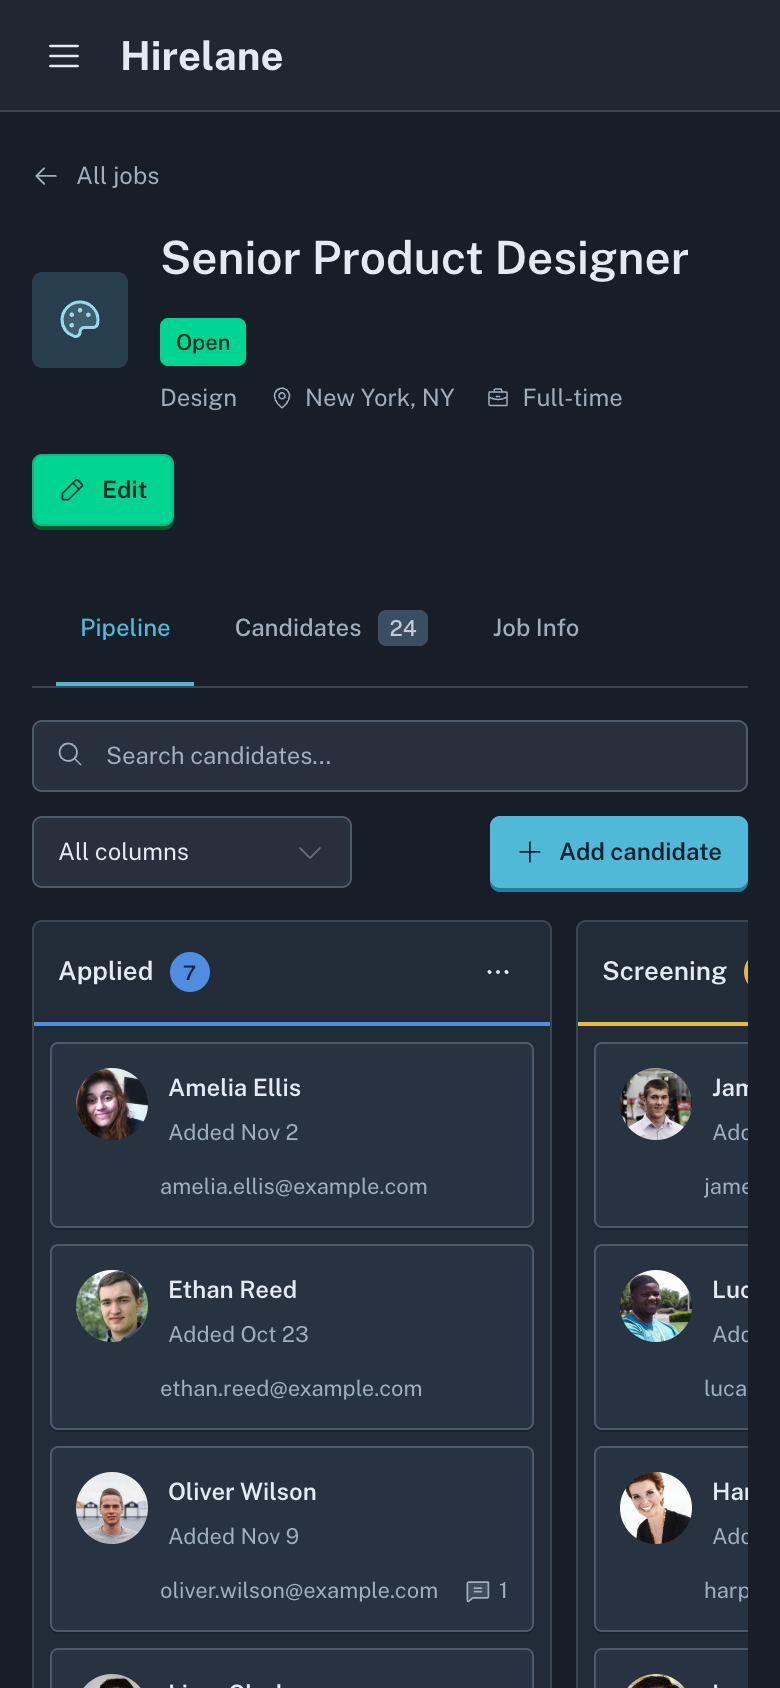 Hirelane
All jobs
Senior Product Designer
Open
Design New York, NY Full-time
Edit
Pipeline Candidates 24 Job Info
Search candidates...
All columns
Add candidate
Applied 7
Amelia Ellis
Added Nov 2
amelia.ellis@example.com
Ethan Reed
Added Oct 23
ethan.reed@example.com
Oliver Wilson
Added Nov 9
oliver.wilson@example.com 1
Screening